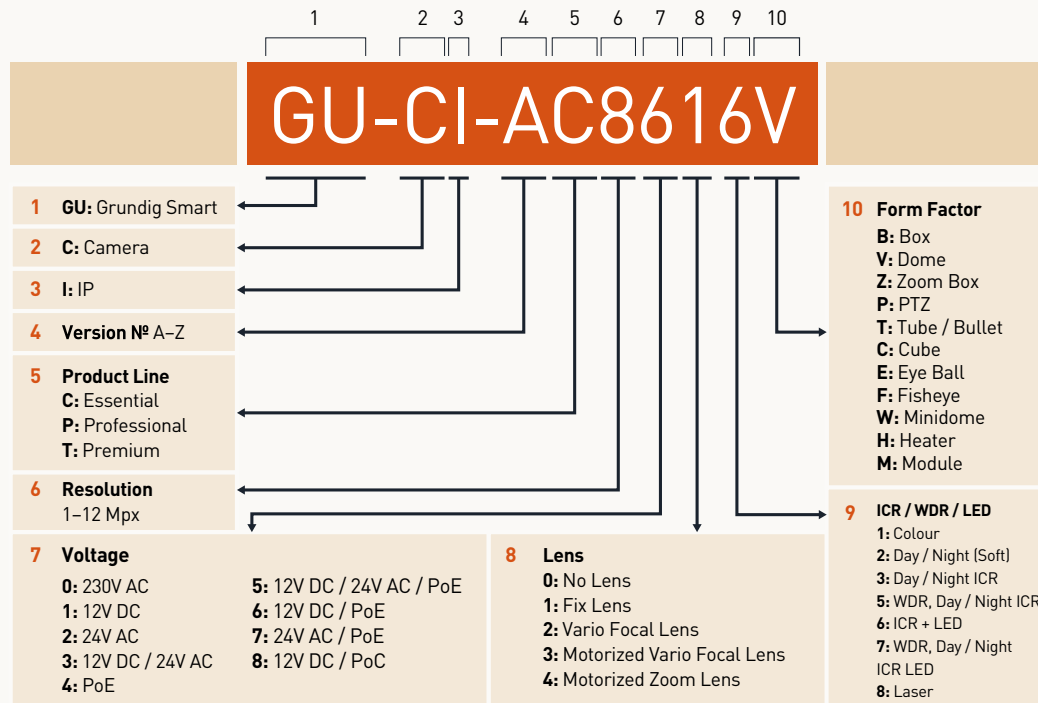 1 2 3 4 5 6 7 8 9 10
GU-CI-AC8616V
1 GU: Grundig Smart
2 C: Camera
3 I: IP
4 Version Nº A–Z
5 Product Line
C: Essential
P: Professional
T: Premium
6 Resolution
1–12 Mpx
7 Voltage
0: 230V AC
1: 12V DC
2: 24V AC
3: 12V DC / 24V AC
4: PoE
5: 12V DC / 24V AC / PoE
6: 12V DC / PoE
7: 24V AC / PoE
8: 12V DC / PoC
8 Lens
0: No Lens
1: Fix Lens
2: Vario Focal Lens
3: Motorized Vario Focal Lens
4: Motorized Zoom Lens
10 Form Factor
B: Box
V: Dome
Z: Zoom Box
P: PTZ
T: Tube / Bullet
C: Cube
E: Eye Ball
F: Fisheye
W: Minidome
H: Heater
M: Module
9 ICR / WDR / LED
1: Colour
2: Day / Night (Soft)
3: Day / Night ICR
5: WDR, Day / Night ICR
6: ICR + LED
7: WDR, Day / Night
ICR LED
8: Laser